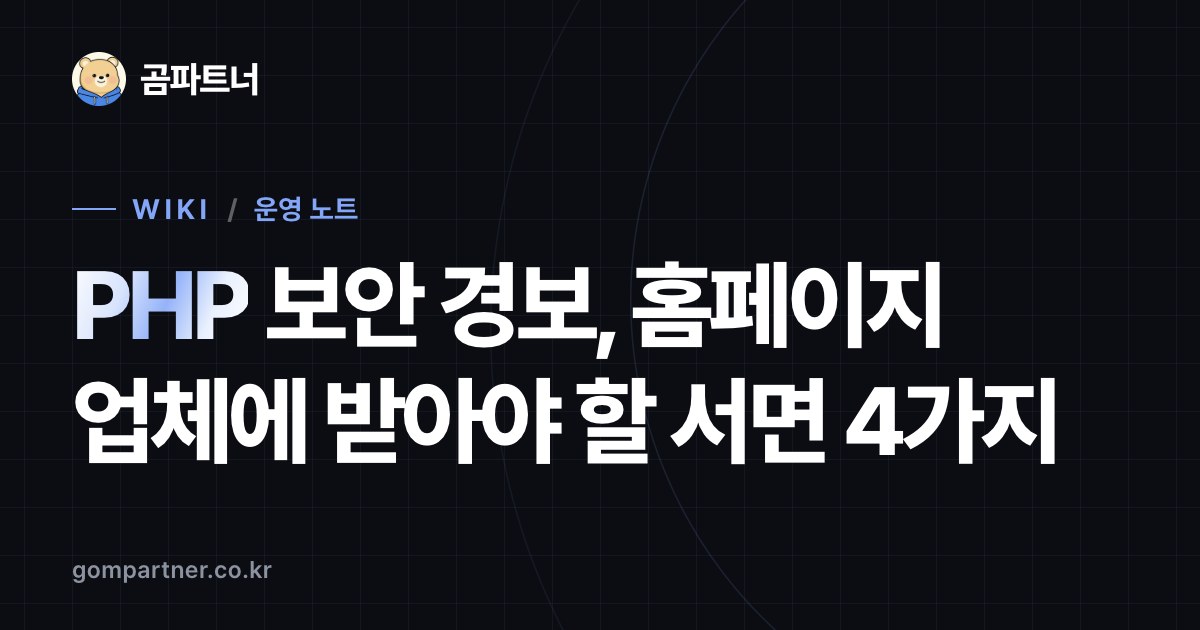 곰파트너
WIKI / 운영 노트
PHP 보안 경보, 홈페이지
업체에 받아야 할 서면 4가지
gompartner.co.kr